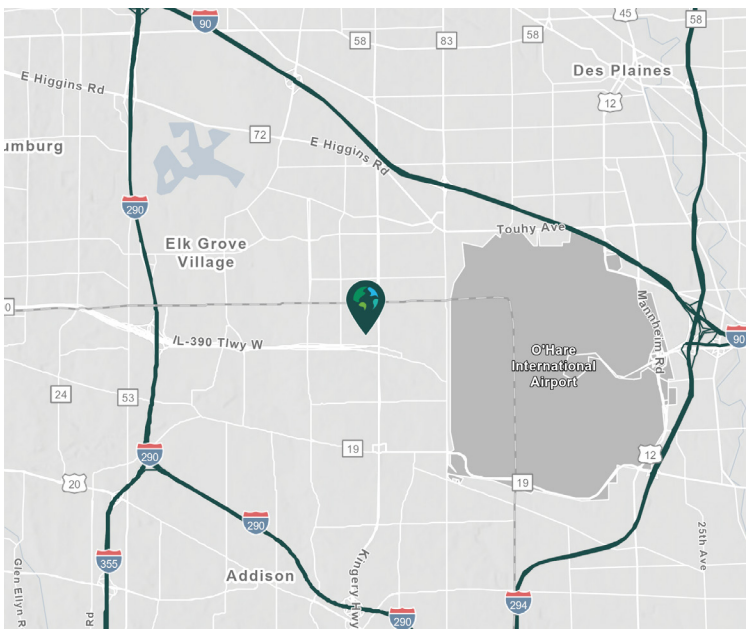 90
58
83
58
45
58
Des Plaines
E Higgins Rd
12
72
E Higgins Rd
umburg
290
Elk Grove
Village
Touhy Ave
0
IL-390 Tlwy W
Mannheim Rd
90
O'Hare
International
Airport
24
53
19
290
12
20
19
290
25th Ave
355
Glen Ellyn R
Rd
Addison
Kingery Hwy
290
294